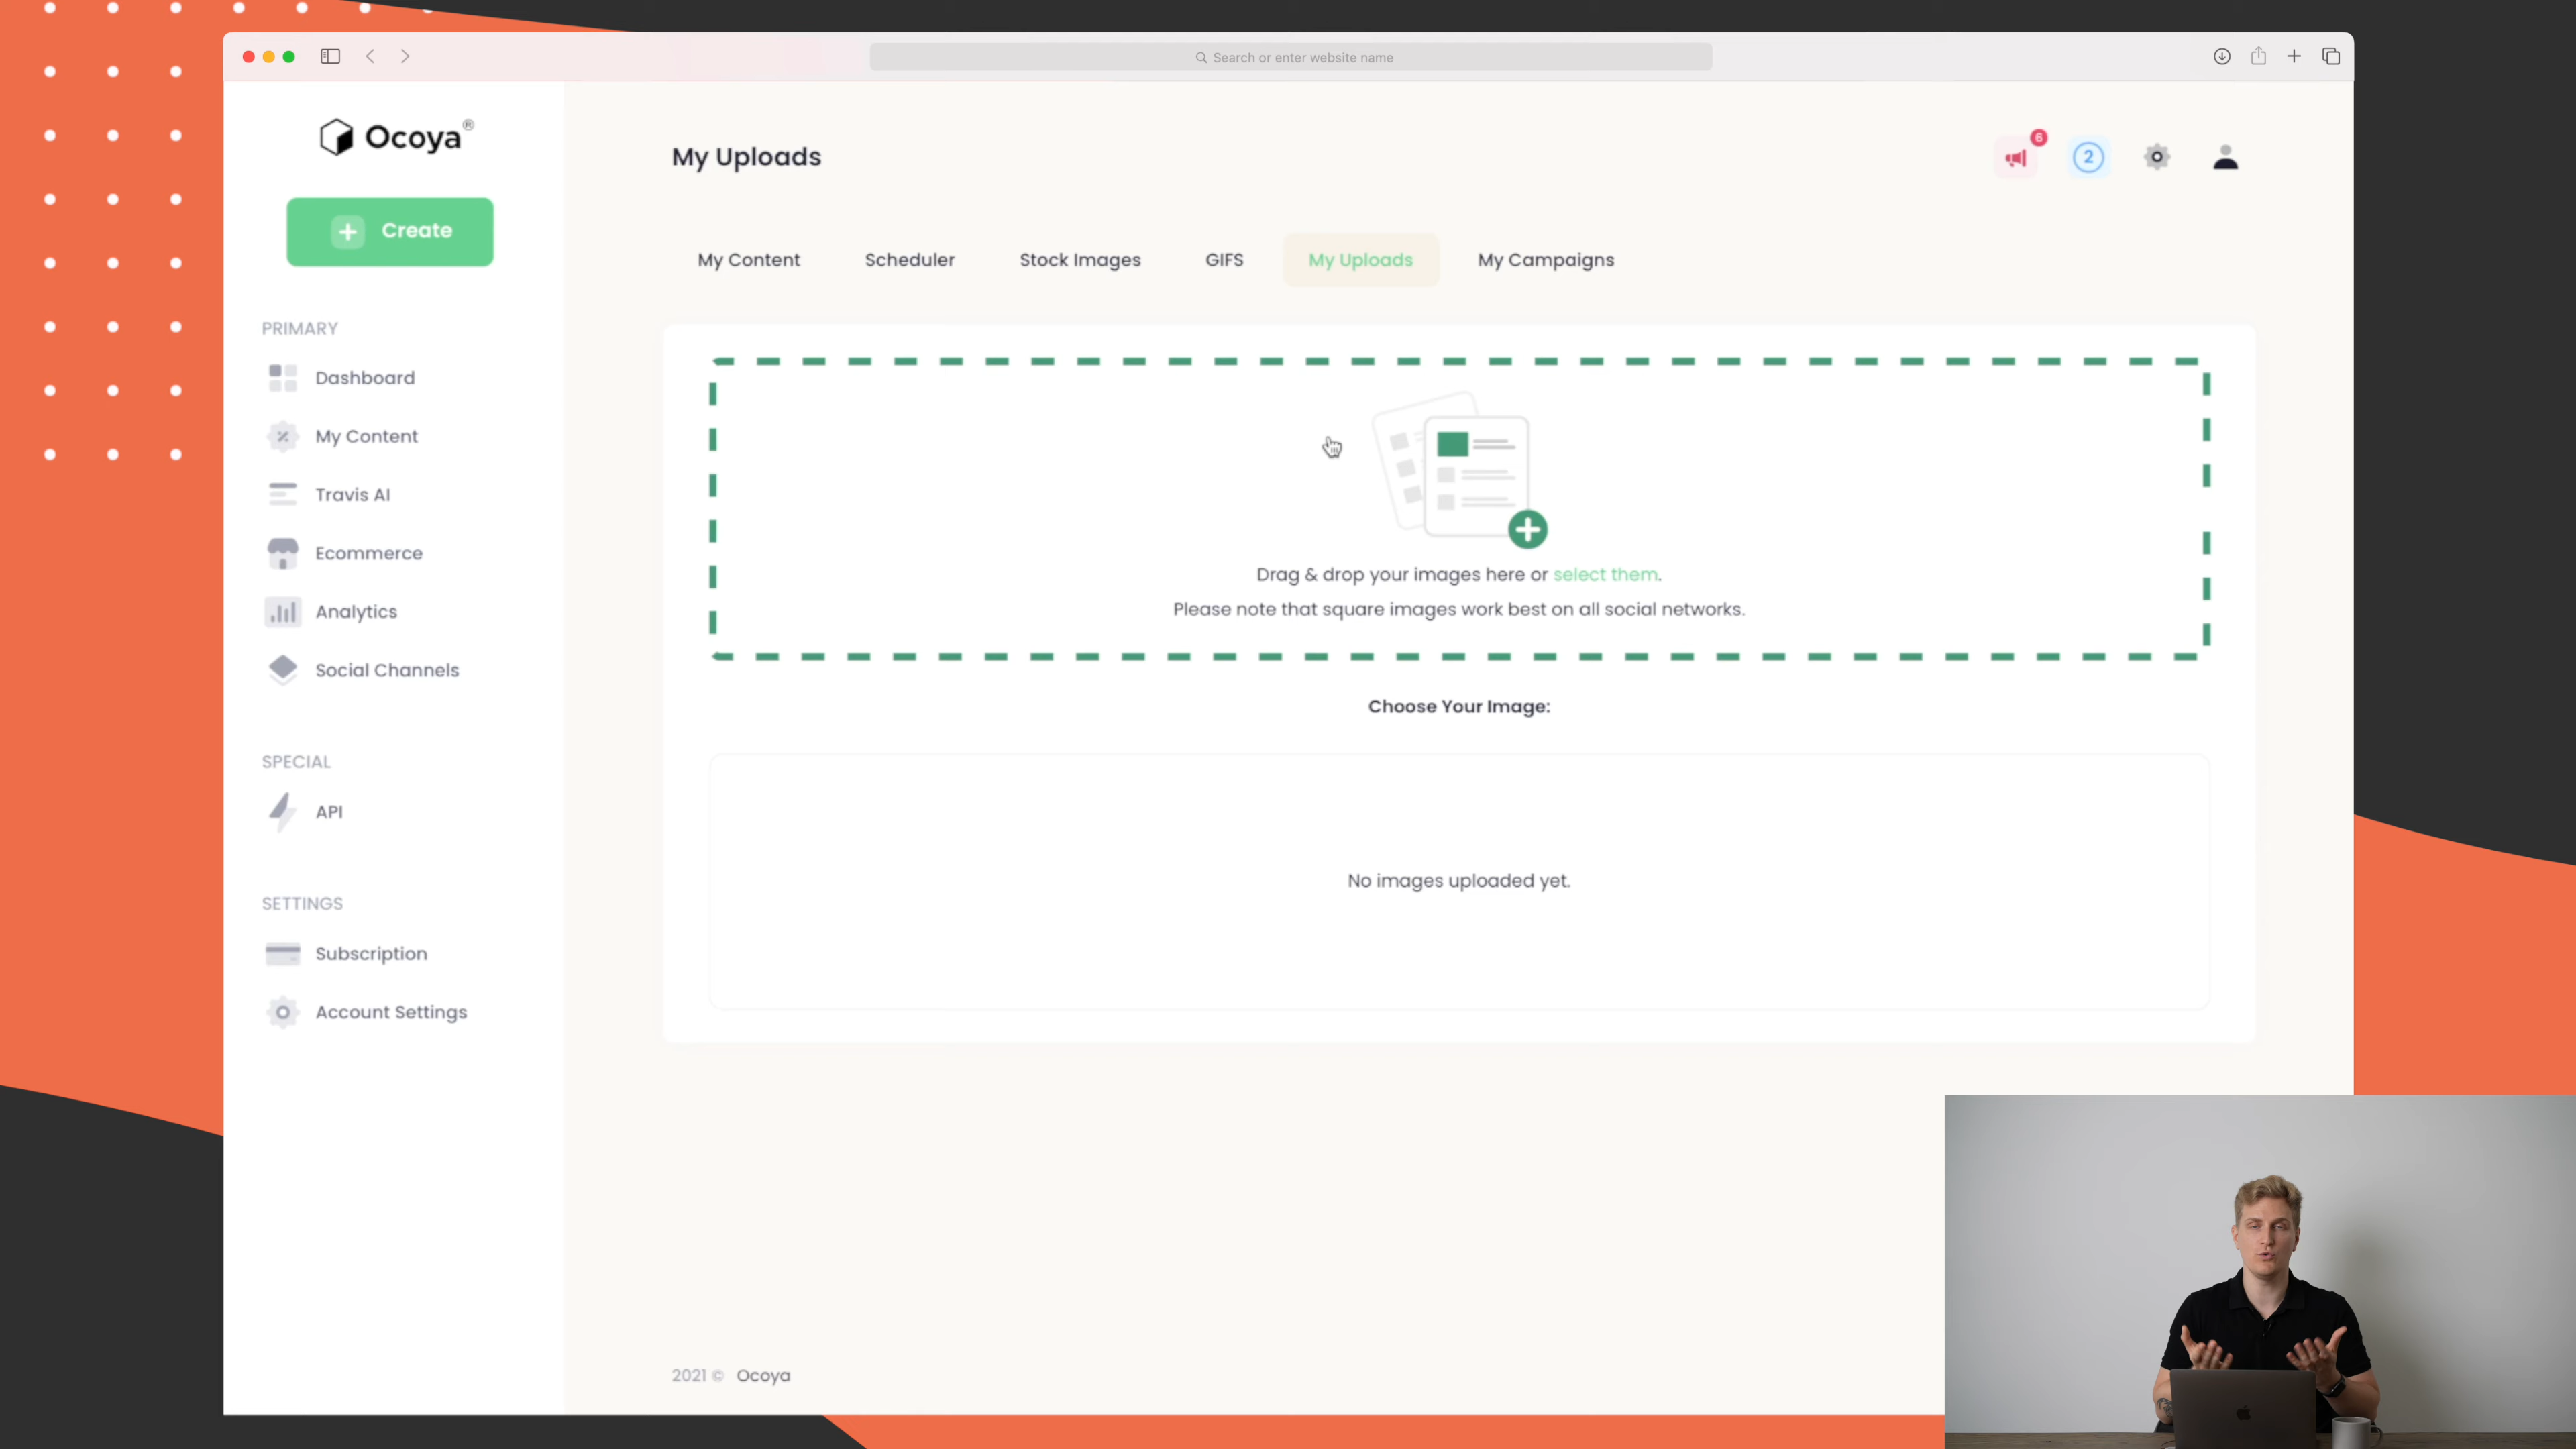 Search or enter website name
Ocoya®
My Uploads
6
2
Create
My Content
Scheduler
Stock Images
GIFS
My Uploads
My Campaigns
PRIMARY
Dashboard
My Content
Travis AI
Ecommerce
Analytics
Social Channels
SPECIAL
API
SETTINGS
Subscription
Account Settings
Drag & drop your images here or select them.
Please note that square images work best on all social networks.
Choose Your Image:
No images uploaded yet.
2021 © Ocoya